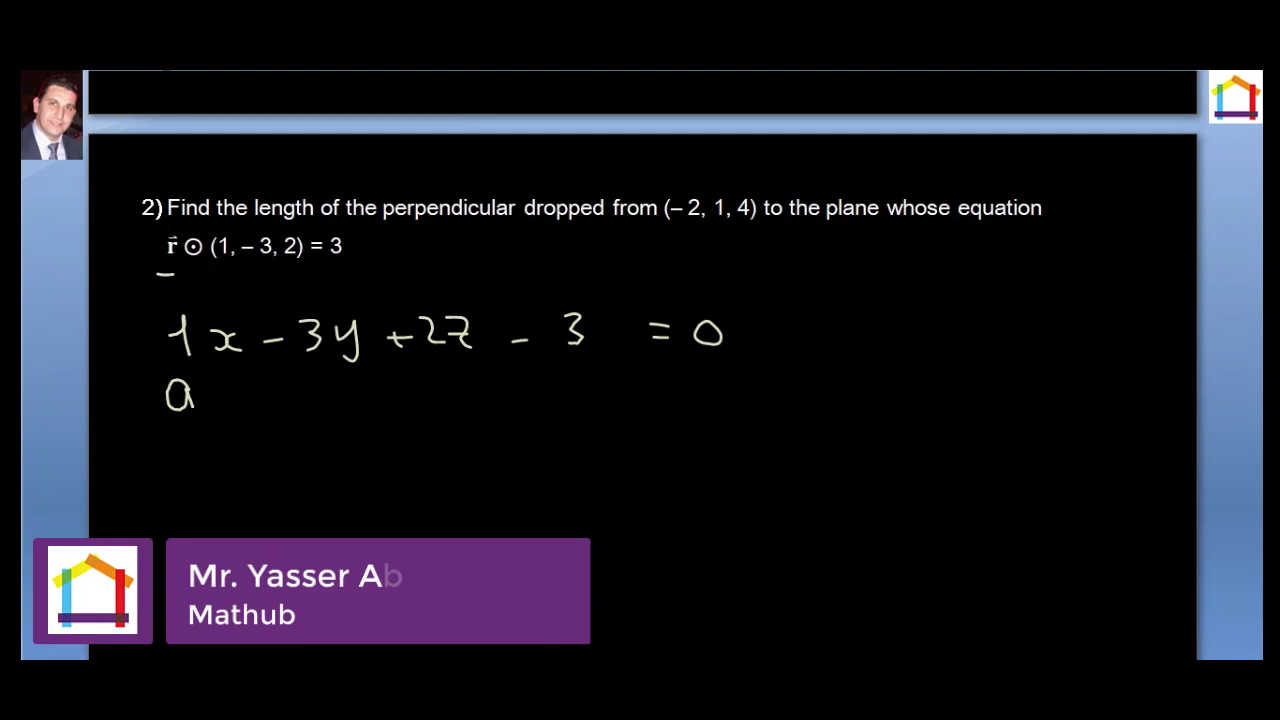 2) Find the length of the perpendicular dropped from (– 2, 1, 4) to the plane whose equation
r⃗ ⊙ (1, – 3, 2) = 3
1x - 3y + 2z - 3 = 0
a
Mr. Yasser Ab
Mathub